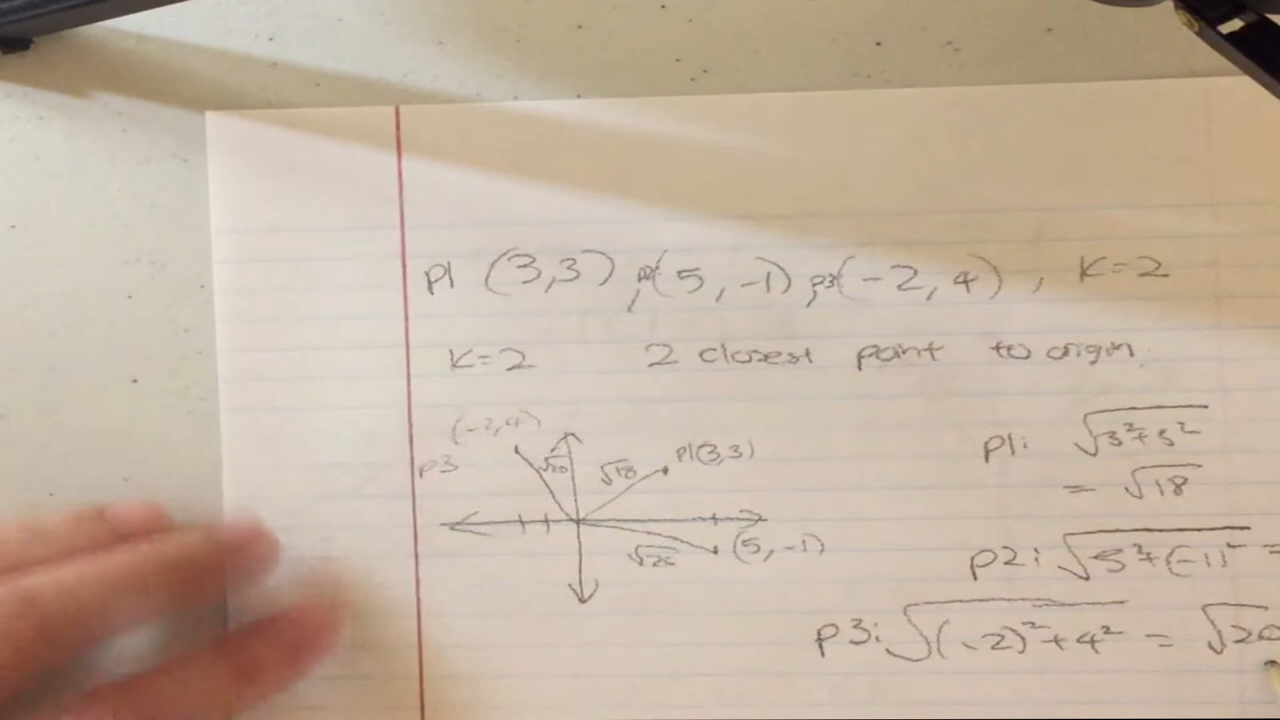 p1 (3,3), p2(5,-1), p3(-2,4), K=2
K=2 2 closest point to origin.
(-2,4)
p3
√20
√18
p1(3,3)
√26
(5,-1)
p1: √3²+3²
= √18
p2: √5²+(-1)² =
p3: √(-2)²+4² = √20